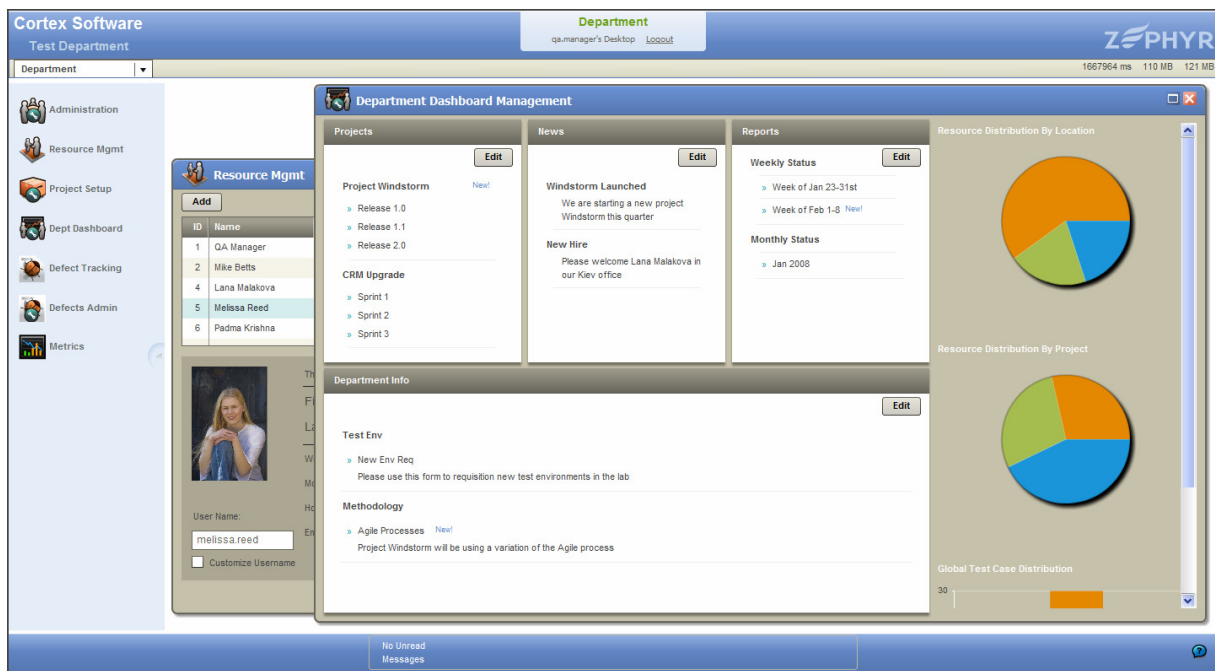 Cortex Software
Test Department
Department
qa.manager's Desktop Logout
ZEPHYR
Department
1667964 ms 110 MB 121 MB
Administration
Resource Mgmt
Project Setup
Dept Dashboard
Defect Tracking
Defects Admin
Metrics
Resource Mgmt
Add
ID Name
1 QA Manager
2 Mike Betts
4 Lana Malakova
5 Melissa Reed
6 Padma Krishna
Th
Fi
La
W
Mo
Ho
Em
User Name:
melissa.reed
Customize Username
Department Dashboard Management
Projects
Edit
Project Windstorm New!
» Release 1.0
» Release 1.1
» Release 2.0
CRM Upgrade
» Sprint 1
» Sprint 2
» Sprint 3
News
Edit
Windstorm Launched
We are starting a new project
Windstorm this quarter
New Hire
Please welcome Lana Malakova in
our Kiev office
Reports
Edit
Weekly Status
» Week of Jan 23-31st
» Week of Feb 1-8 New!
Monthly Status
» Jan 2008
Department Info
Edit
Test Env
» New Env Req
Please use this form to requisition new test environments in the lab
Methodology
» Agile Processes New!
Project Windstorm will be using a variation of the Agile process
Resource Distribution By Location
Resource Distribution By Project
Global Test Case Distribution
30
No Unread
Messages
?